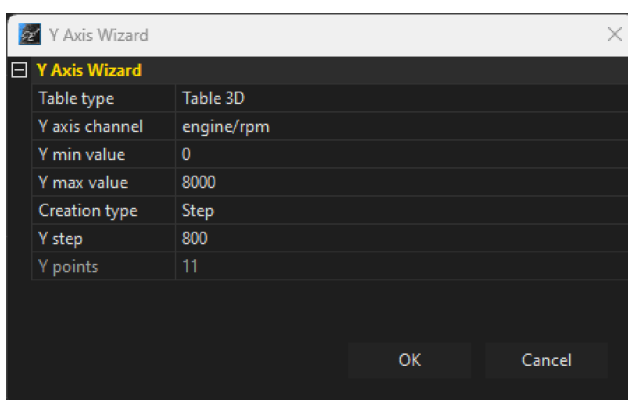 Y Axis Wizard
Y Axis Wizard
Table type Table 3D
Y axis channel engine/rpm
Y min value 0
Y max value 8000
Creation type Step
Y step 800
Y points 11
OK Cancel